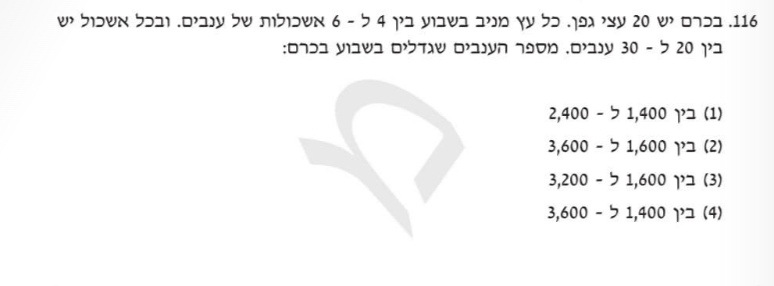 116. בכרם יש 20 עצי גפן. כל עץ מניב בשבוע בין 4 ל - 6 אשכולות של ענבים. ובכל אשכול יש
בין 20 ל - 30 ענבים. מספר הענבים שגדלים בשבוע בכרם:
(1) בין 1,400 ל - 2,400
(2) בין 1,600 ל - 3,600
(3) בין 1,600 ל - 3,200
(4) בין 1,400 ל - 3,600